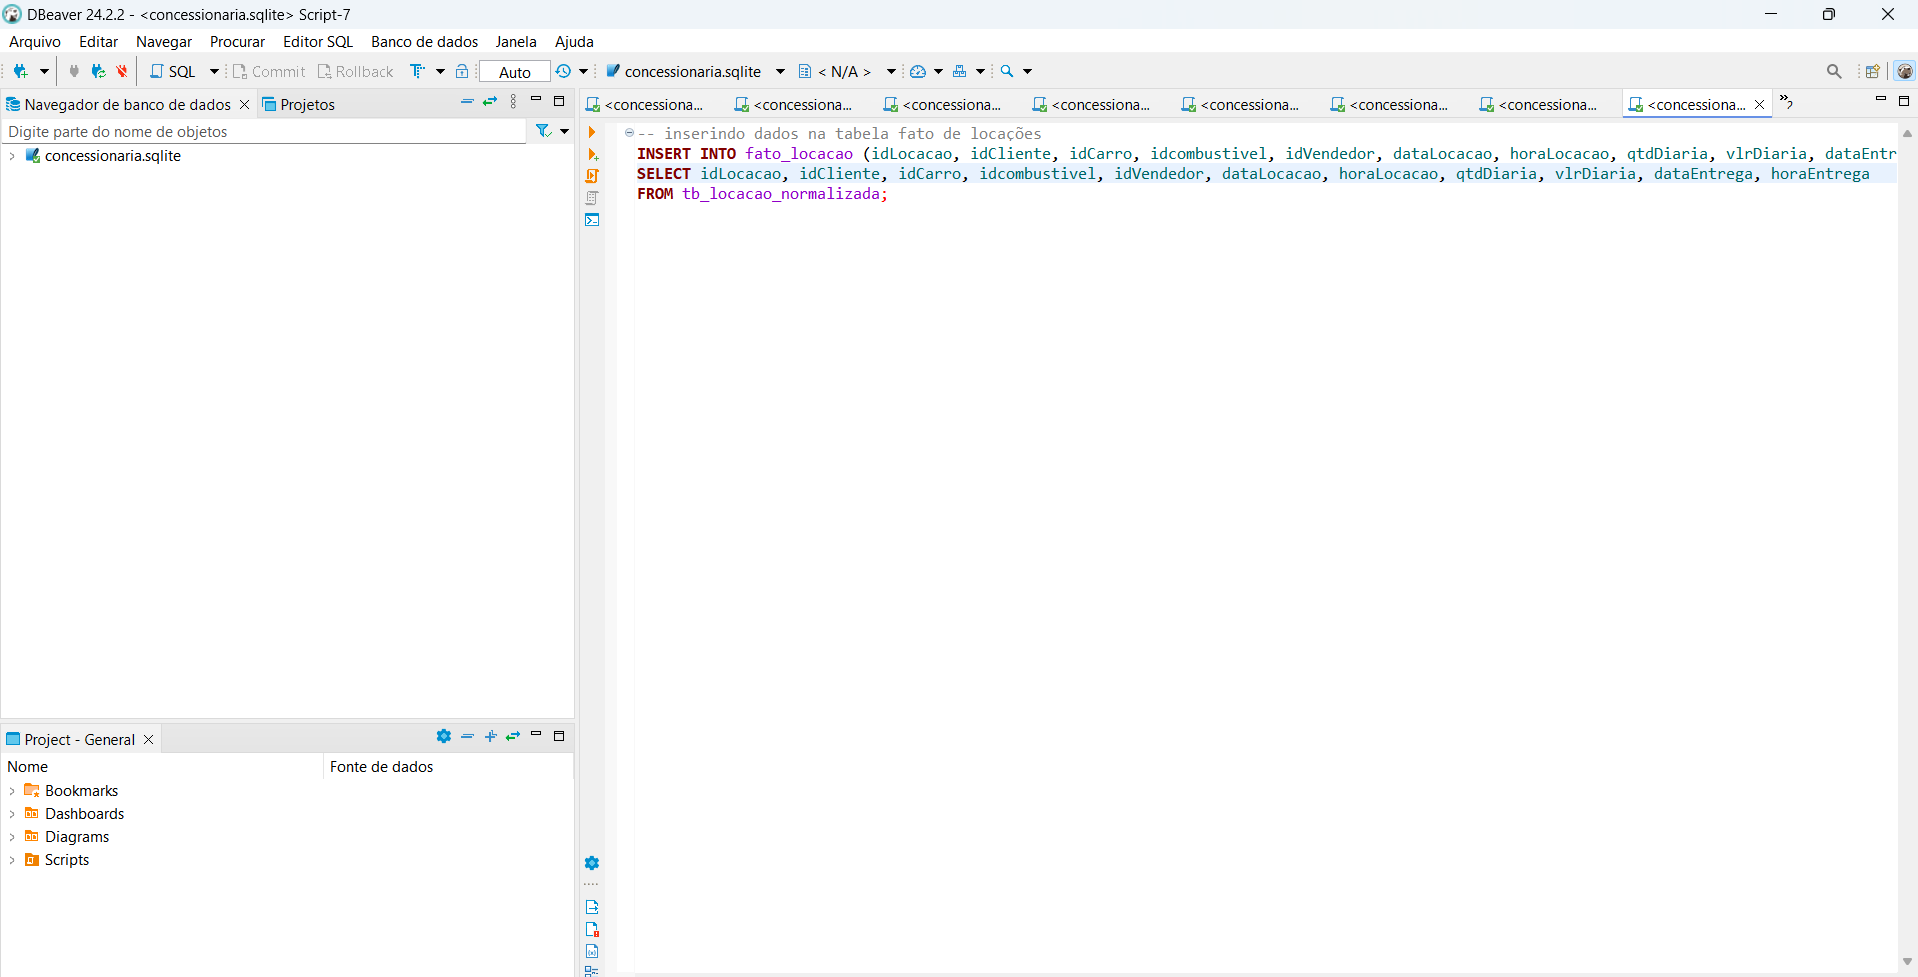 DBeaver 24.2.2 - <concessionaria.sqlite> Script-7
Arquivo Editar Navegar Procurar Editor SQL Banco de dados Janela Ajuda
SQL Commit Rollback Auto concessionaria.sqlite < N/A >
Navegador de banco de dados Projetos
Digite parte do nome de objetos
concessionaria.sqlite
<concessiona... <concessiona... <concessiona... <concessiona... <concessiona... <concessiona... <concessiona... <concessiona... »2
-- inserindo dados na tabela fato de locações
INSERT INTO fato_locacao (idLocacao, idCliente, idCarro, idcombustivel, idVendedor, dataLocacao, horaLocacao, qtdDiaria, vlrDiaria, dataEntr
SELECT idLocacao, idCliente, idCarro, idcombustivel, idVendedor, dataLocacao, horaLocacao, qtdDiaria, vlrDiaria, dataEntrega, horaEntrega
FROM tb_locacao_normalizada;
Project - General
Nome Fonte de dados
Bookmarks
Dashboards
Diagrams
Scripts